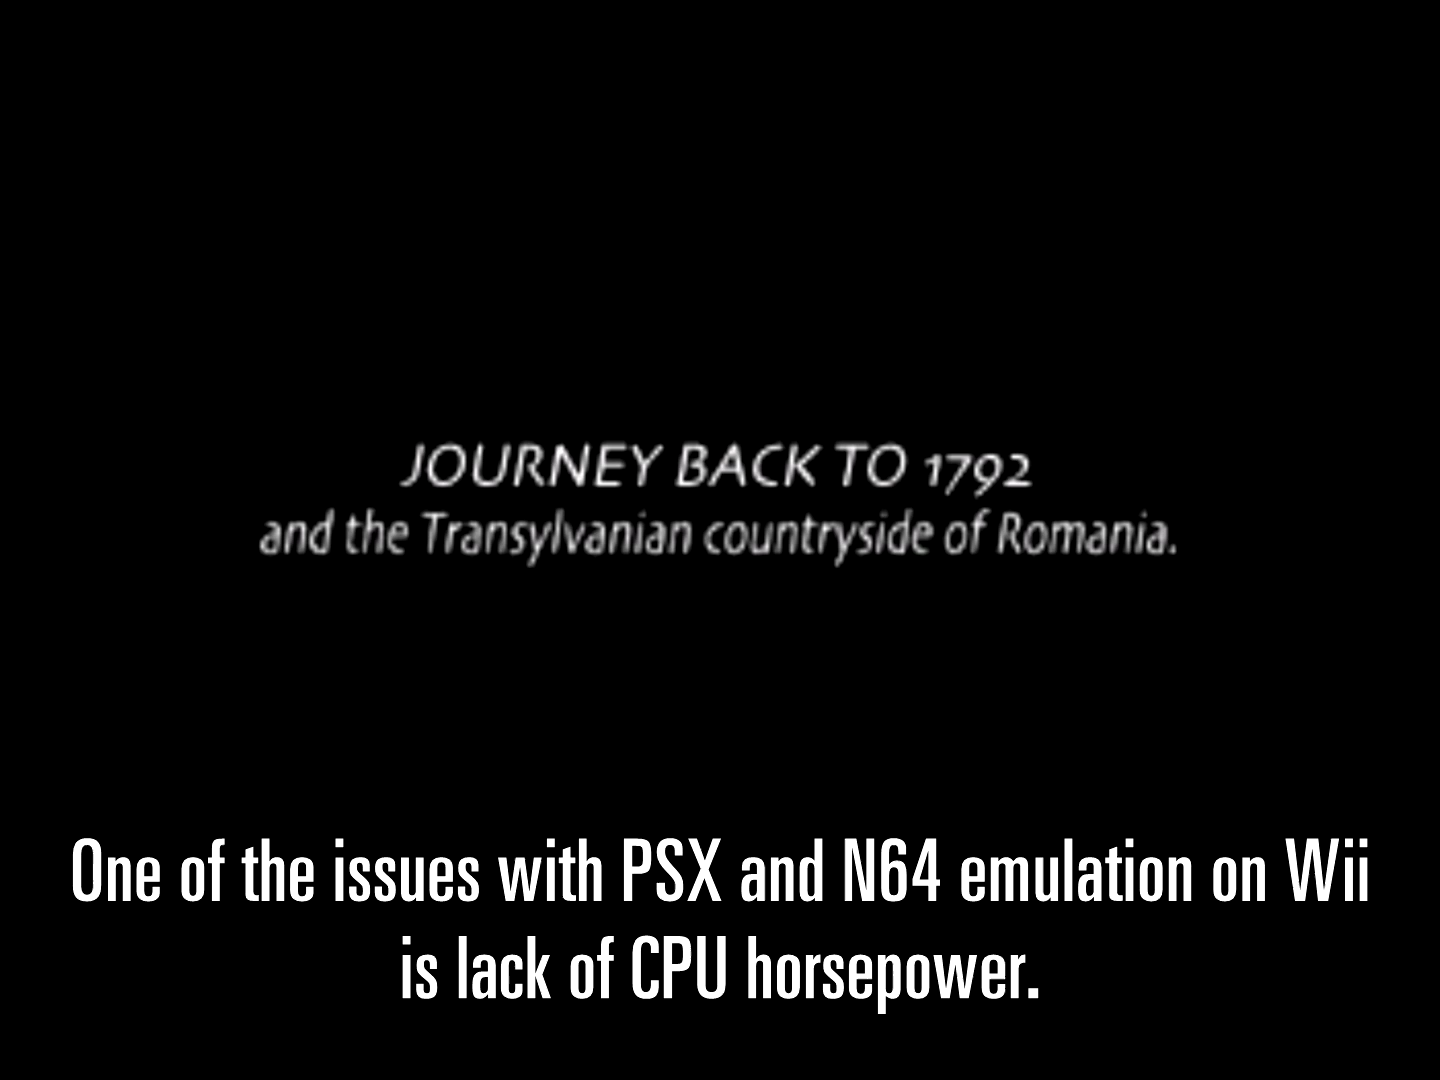 JOURNEY BACK TO 1792
and the Transylvanian countryside of Romania.
One of the issues with PSX and N64 emulation on Wii
is lack of CPU horsepower.